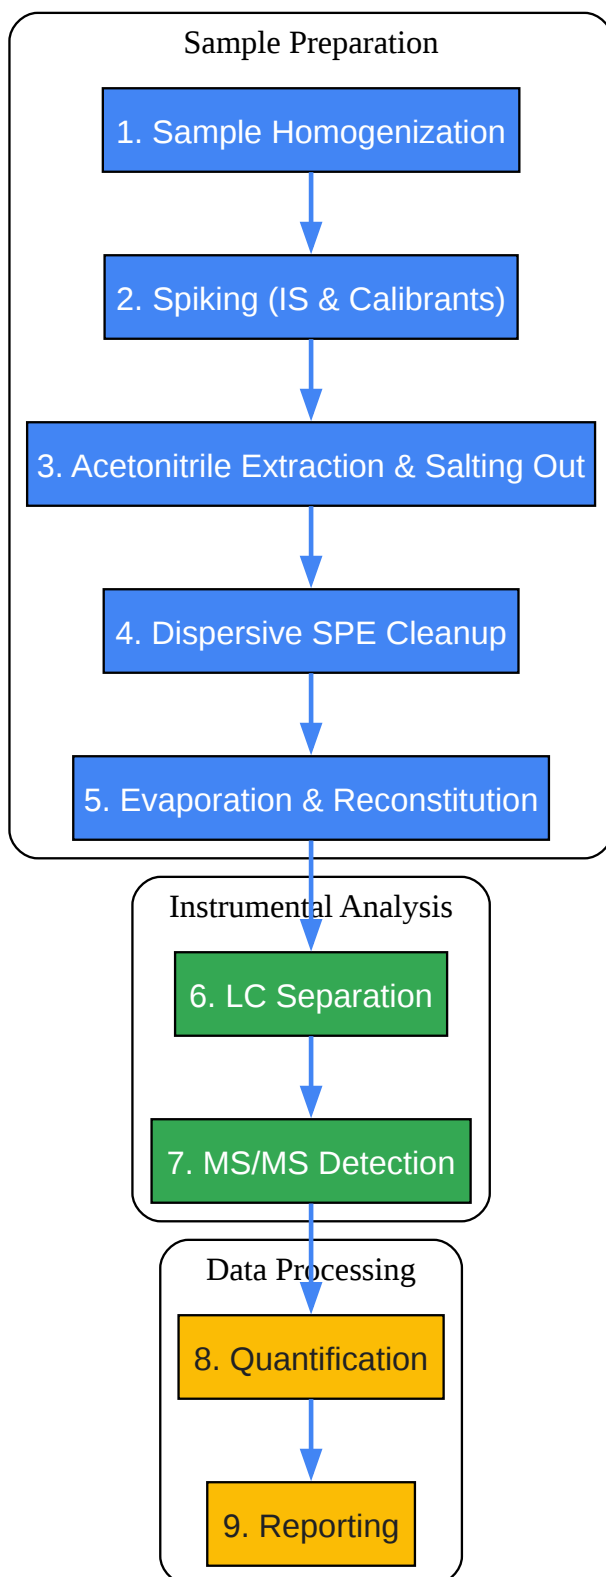 Sample Preparation
1. Sample Homogenization
2. Spiking (IS & Calibrants)
3. Acetonitrile Extraction & Salting Out
4. Dispersive SPE Cleanup
5. Evaporation & Reconstitution
Instrumental Analysis
6. LC Separation
7. MS/MS Detection
Data Processing
8. Quantification
9. Reporting